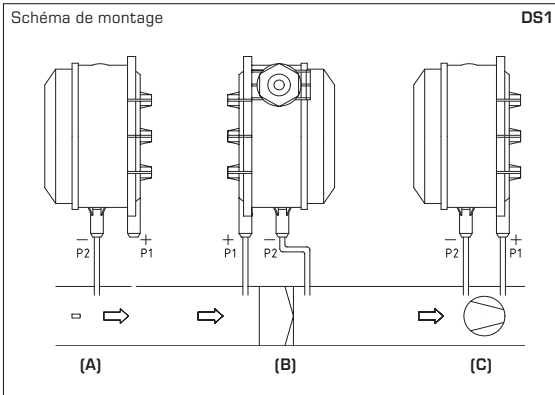 Schéma de montage DS1
− + + − − +
P2 P1 P1 P2 P2 P1
(A) (B) (C)